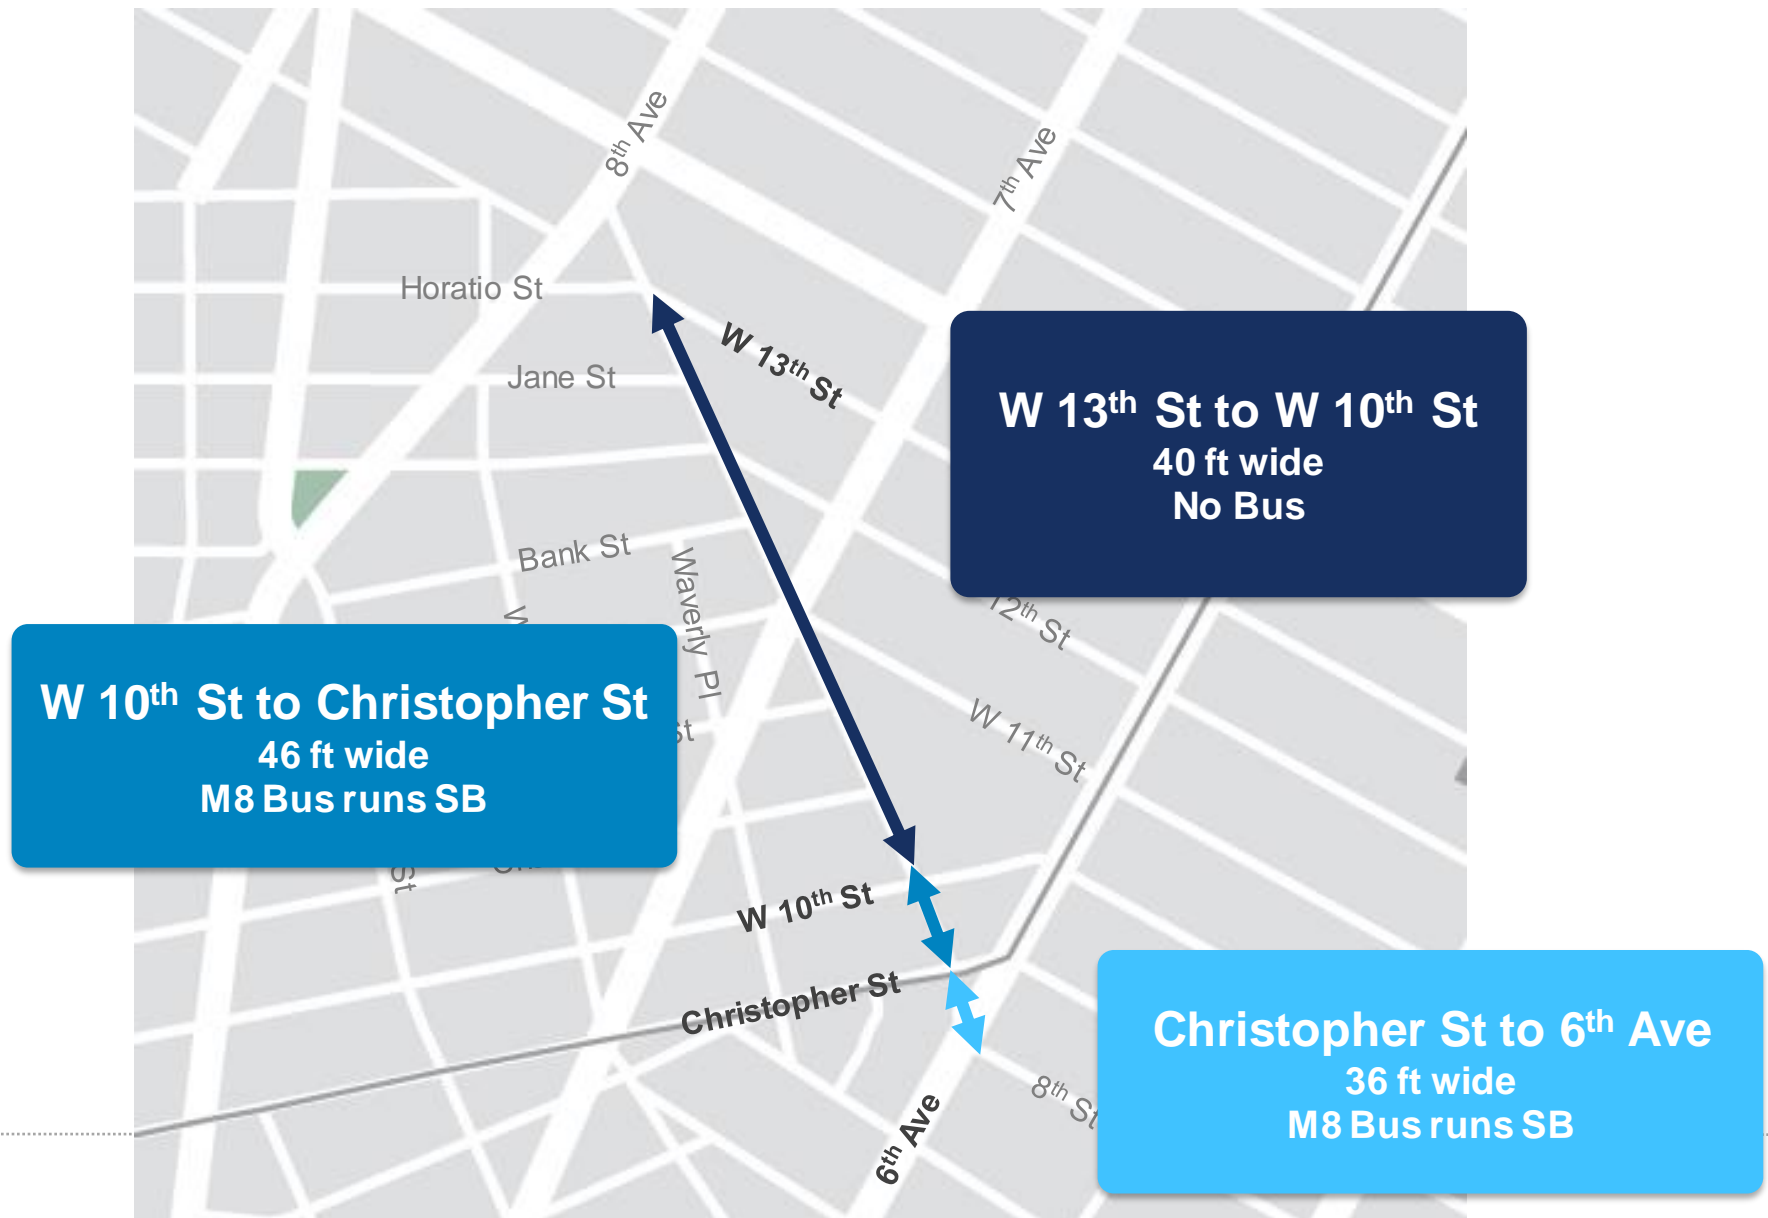 8th Ave
7th Ave
Horatio St
W 13th St
Jane St
W 13th St to W 10th St
40 ft wide
No Bus
Bank St
Waverly Pl
12th St
W 10th St to Christopher St
46 ft wide
M8 Bus runs SB
St
W 11th St
St
W 10th St
Christopher St
Christopher St to 6th Ave
36 ft wide
M8 Bus runs SB
8th St
6th Ave